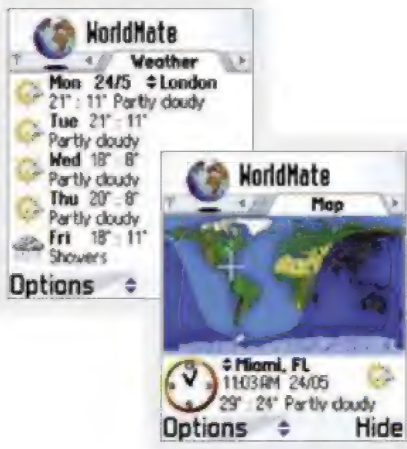 WorldMate
Weather
Mon 24/5 London
21° : 11° Partly cloudy
Tue 21° : 11°
Partly cloudy
Wed 18° 8°
Partly cloudy
Thu 20° : 8°
Partly cloudy
Fri 18° : 11°
Showers
Options
WorldMate
Map
Miami, FL
11:03AM 24/05
29° : 24° Partly cloudy
Options Hide